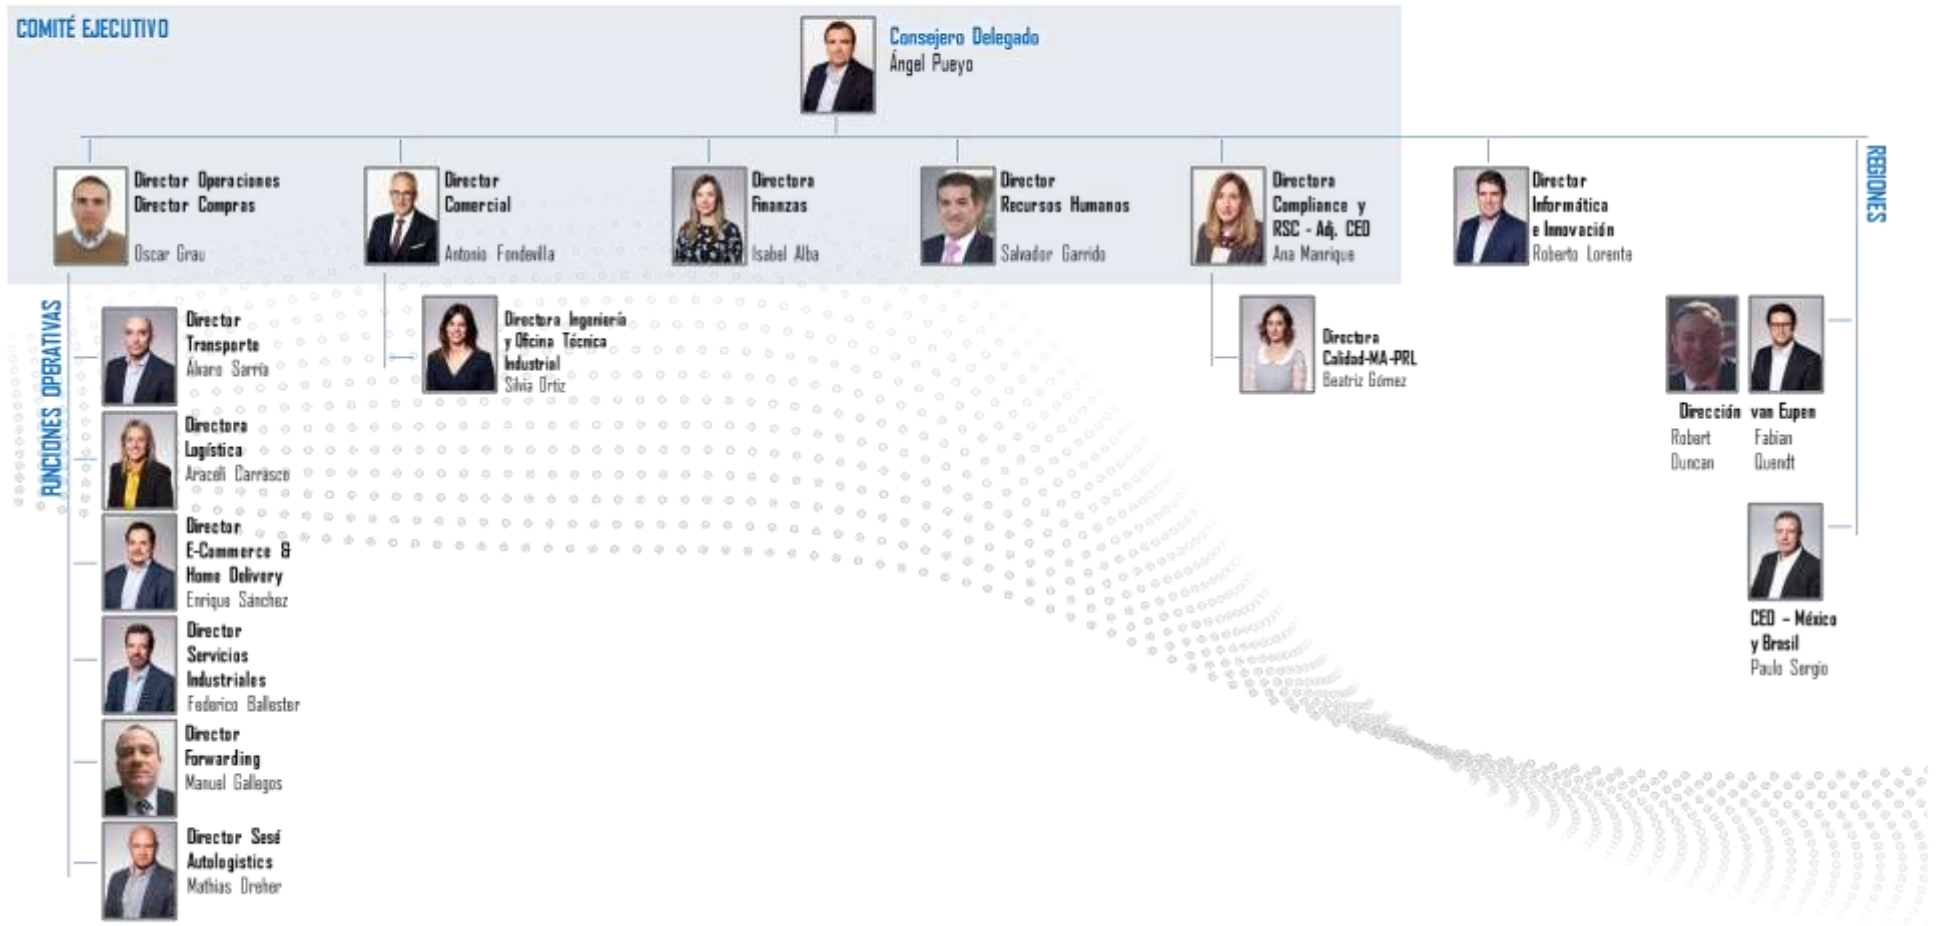 COMITÉ EJECUTIVO
Consejero Delegado
Ángel Pueyo
Director Operaciones
Director Compras
Oscar Grau
Director
Comercial
Antonio Fondevilla
Directora
Finanzas
Isabel Alba
Director
Recursos Humanos
Salvador Garrido
Directora
Compliance y
RSC - Adj. CEO
Ana Manrique
Director
Informática
e Innovación
Roberto Lorente
REGIONES
FUNCIONES OPERATIVAS
Director
Transporte
Álvaro Sarría
Directora
Logística
Araceli Carrasco
Director
E-Commerce &
Home Delivery
Enrique Sánchez
Director
Servicios
Industriales
Federico Ballester
Director
Forwarding
Manuel Gallegos
Director Sesé
Autologistics
Mathias Dreher
Directora Ingeniería
y Oficina Técnica
Industrial
Silvia Ortiz
Directora
Calidad-MA-PRL
Beatriz Gómez
Dirección van Eupen
Robert
Duncan
Fabian
Quendt
CEO – México
y Brasil
Paulo Sergio